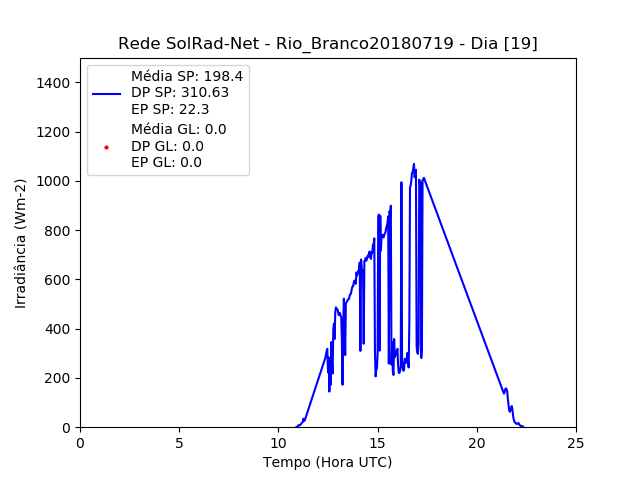 Rede SolRad-Net - Rio_Branco20180719 - Dia [19]
Média SP: 198.4
DP SP: 310.63
EP SP: 22.3
Média GL: 0.0
DP GL: 0.0
EP GL: 0.0
1400
1200
1000
800
600
400
200
0
Irradiância (Wm-2)
0 5 10 15 20 25
Tempo (Hora UTC)